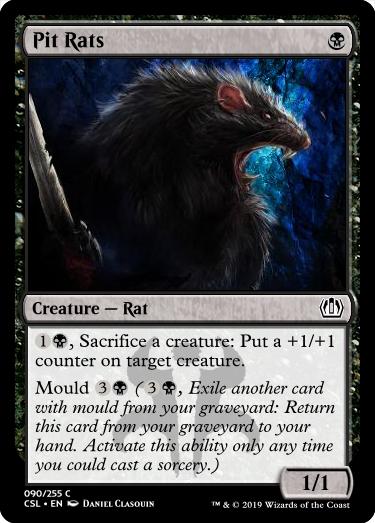 Pit Rats
Creature — Rat
1, Sacrifice a creature: Put a +1/+1
counter on target creature.
Mould 3 ( 3, Exile another card
with mould from your graveyard: Return
this card from your graveyard to your
hand. Activate this ability only any time
you could cast a sorcery.)
1/1
090/255 C
CSL • EN DANIEL CLASOUIN
™ & © 2019 Wizards of the Coast